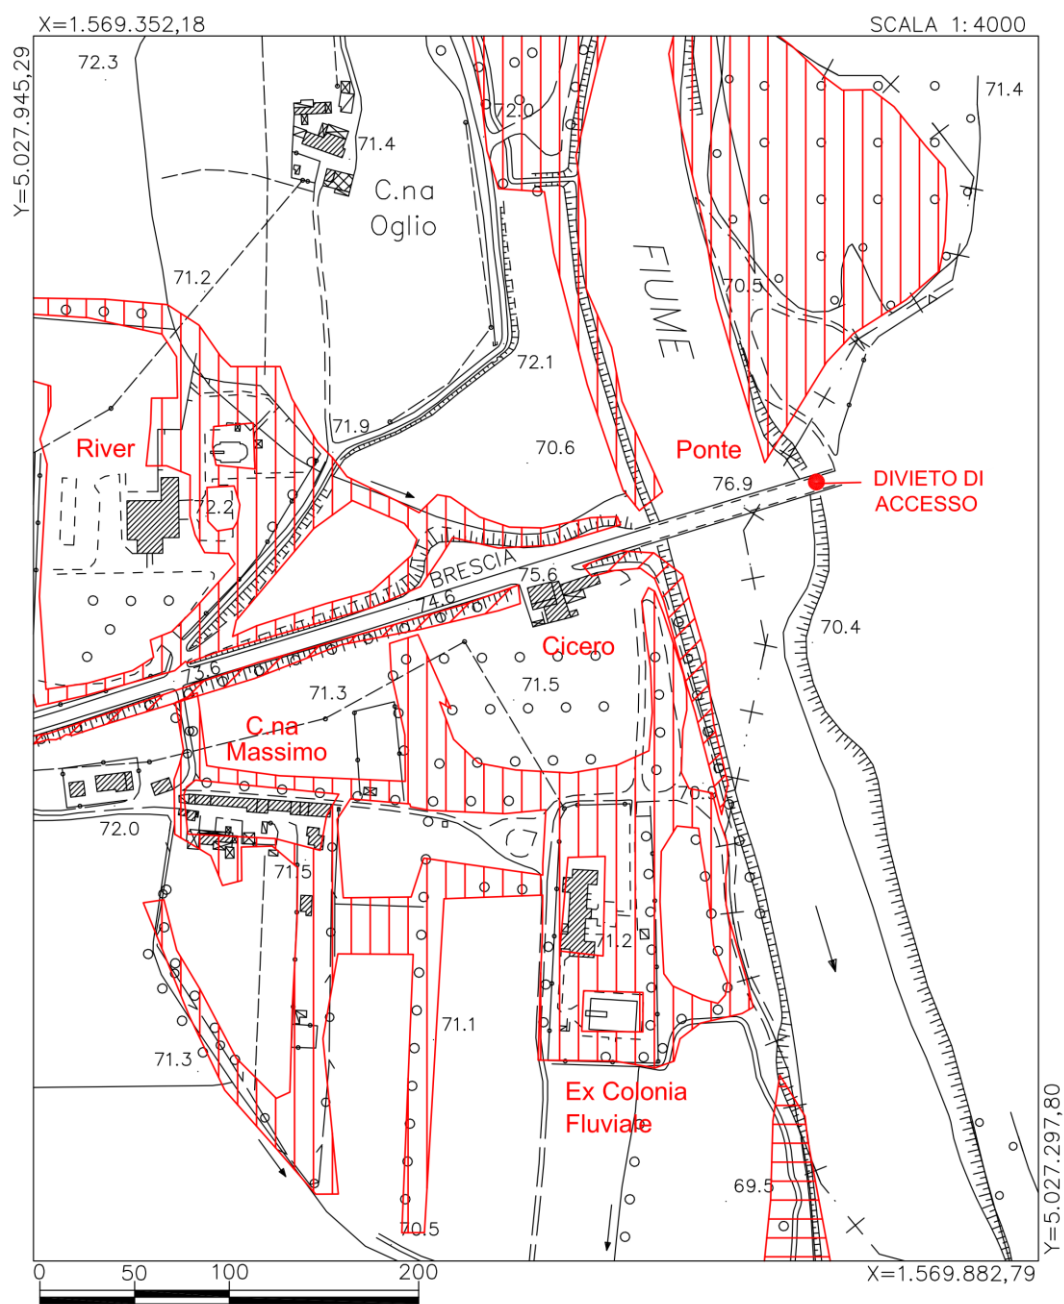 X=1.569.352,18
SCALA 1:4000
Y=5.027.945,29
72.3
72.0
71.4
71.4
C.na
Oglio
71.2
70.5
FIUME
72.1
71.9
River
70.6
Ponte
76.9
DIVIETO DI
ACCESSO
72.2
BRESCIA
75.6
74.6
70.4
Cicero
3.6
71.3
71.5
C.na
Massimo
72.0
71.5
71.2
71.1
71.3
Ex Colonia
Fluviale
69.5
70.5
Y=5.027.297,80
X=1.569.882,79
0 50 100 200